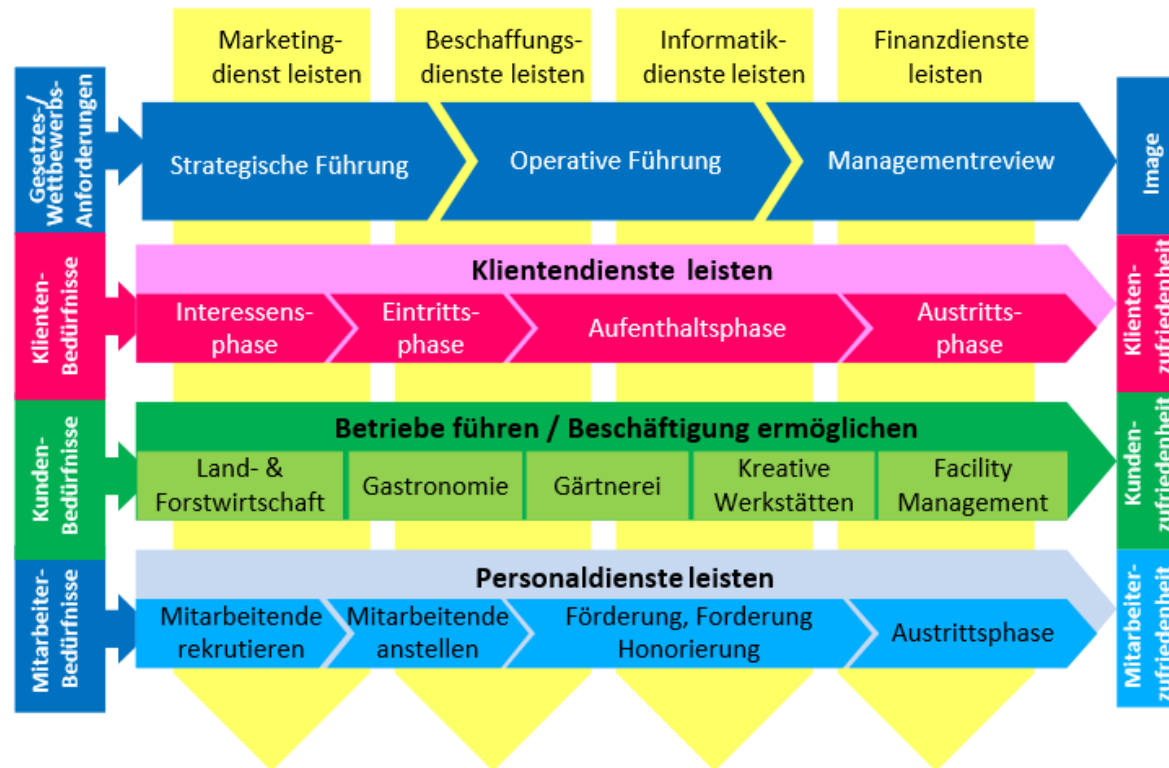 Marketing-
dienst leisten
Beschaffungs-
dienste leisten
Informatik-
dienste leisten
Finanzdienste
leisten
Gesetzes-/
Wettbewerbs-
Anforderungen
Strategische Führung
Operative Führung
Managementreview
Image
Klienten-
Bedürfnisse
Klientendienste leisten
Interessens-
phase
Eintritts-
phase
Aufenthaltsphase
Austritts-
phase
Klienten-
zufriedenheit
Kunden-
Bedürfnisse
Betriebe führen / Beschäftigung ermöglichen
Land- &
Forstwirtschaft
Gastronomie
Gärtnerei
Kreative
Werkstätten
Facility
Management
Kunden-
zufriedenheit
Mitarbeiter-
Bedürfnisse
Personaldienste leisten
Mitarbeitende
rekrutieren
Mitarbeitende
anstellen
Förderung, Forderung
Honorierung
Austrittsphase
Mitarbeiter-
zufriedenheit